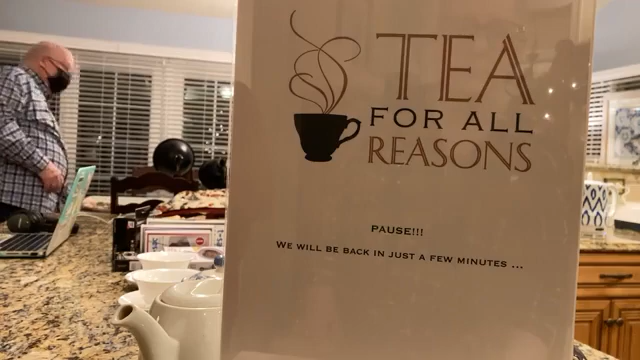 TEA
FOR ALL
REASONS
PAUSE!!!
WE WILL BE BACK IN JUST A FEW MINUTES ...